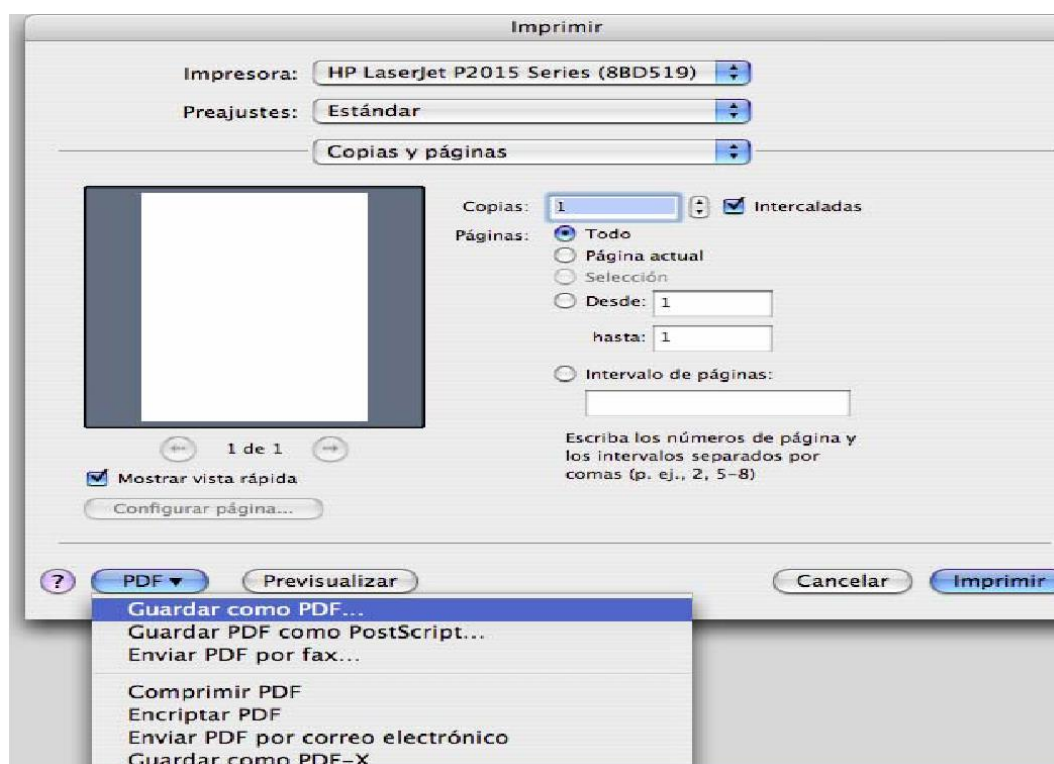 Imprimir
Impresora: HP LaserJet P2015 Series (8BD519)
Preajustes: Estándar
Copias y páginas
Copias: 1 Intercaladas
Páginas: Todo
Página actual
Selección
Desde: 1
hasta: 1
Intervalo de páginas:
Escriba los números de página y
los intervalos separados por
comas (p. ej., 2, 5-8)
1 de 1
Mostrar vista rápida
Configurar página...
? PDF Previsualizar Cancelar Imprimir
Guardar como PDF...
Guardar PDF como PostScript...
Enviar PDF por fax...
Comprimir PDF
Encriptar PDF
Enviar PDF por correo electrónico
Guardar como PDF-X